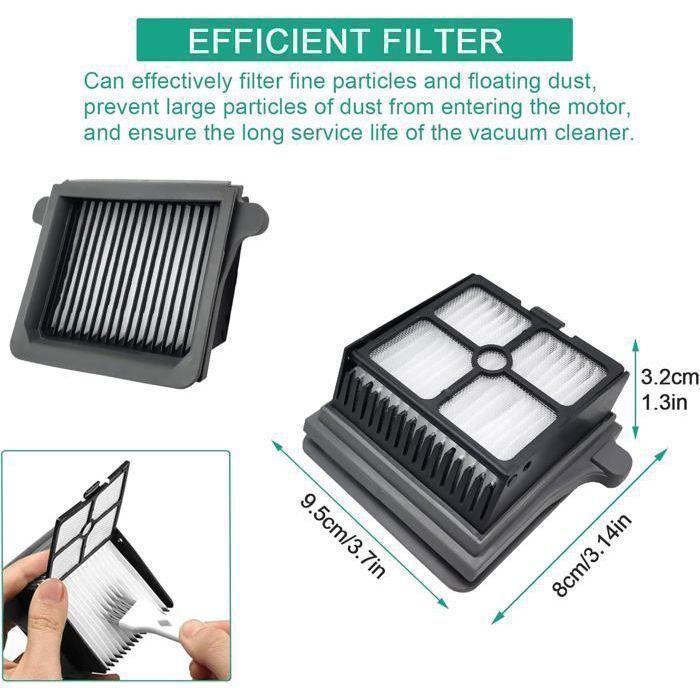 EFFICIENT FILTER
Can effectively filter fine particles and floating dust,
prevent large particles of dust from entering the motor,
and ensure the long service life of the vacuum cleaner.
3.2cm
1.3in
9.5cm/3.7in
8cm/3.14in